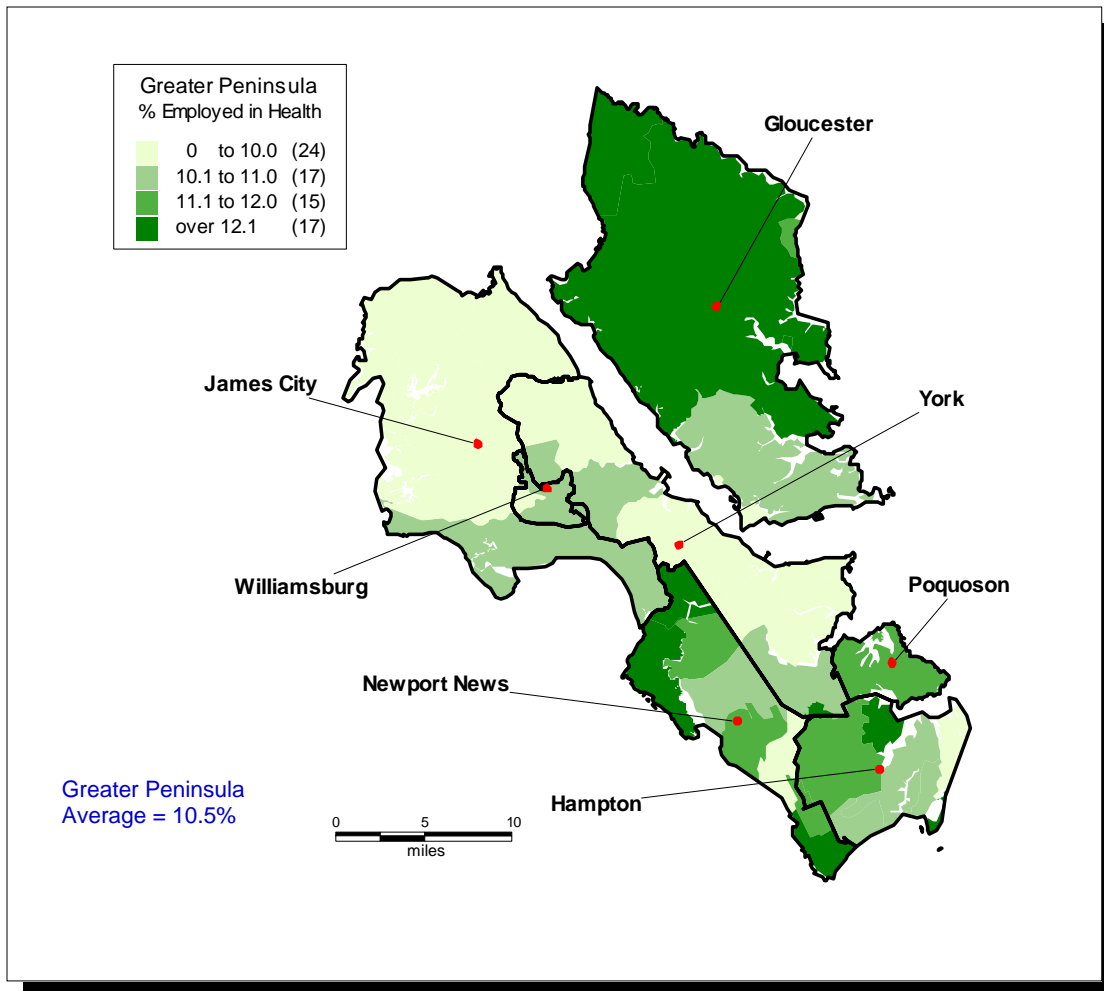 Greater Peninsula
% Employed in Health
0 to 10.0 (24)
10.1 to 11.0 (17)
11.1 to 12.0 (15)
over 12.1 (17)
Gloucester
James City
York
Williamsburg
Poquoson
Newport News
Hampton
Greater Peninsula
Average = 10.5%
0 5 10
miles